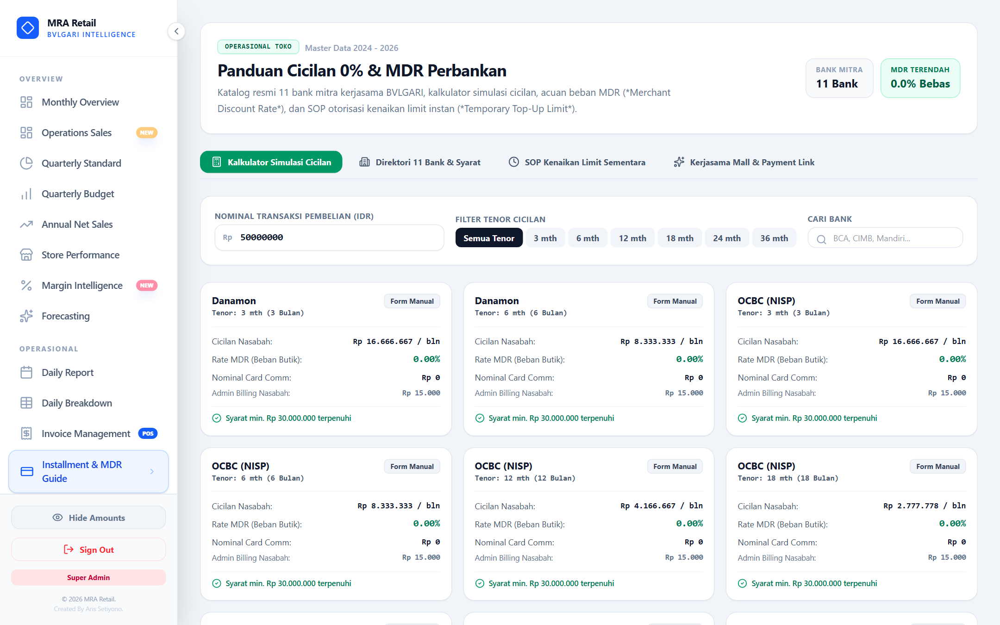 MRA Retail
BVLGARI INTELLIGENCE
OVERVIEW
Monthly Overview
Operations Sales NEW
Quarterly Standard
Quarterly Budget
Annual Net Sales
Store Performance
Margin Intelligence NEW
Forecasting
OPERASIONAL
Daily Report
Daily Breakdown
Invoice Management POS
Installment & MDR
Guide
Hide Amounts
Sign Out
Super Admin
© 2026 MRA Retail.
Created By Aris Setiyono.
OPERASIONAL TOKO Master Data 2024 - 2026
Panduan Cicilan 0% & MDR Perbankan
Katalog resmi 11 bank mitra kerjasama BVLGARI, kalkulator simulasi cicilan, acuan beban MDR (*Merchant
Discount Rate*), dan SOP otorisasi kenaikan limit instan (*Temporary Top-Up Limit*).
BANK MITRA
11 Bank
MDR TERENDAH
0.0% Bebas
Kalkulator Simulasi Cicilan Direktori 11 Bank & Syarat SOP Kenaikan Limit Sementara Kerjasama Mall & Payment Link
NOMINAL TRANSAKSI PEMBELIAN (IDR)
Rp 50000000
FILTER TENOR CICILAN
Semua Tenor 3 mth 6 mth 12 mth 18 mth 24 mth 36 mth
CARI BANK
BCA, CIMB, Mandiri...
Danamon Form Manual
Tenor: 3 mth (3 Bulan)
Cicilan Nasabah: Rp 16.666.667 / bln
Rate MDR (Beban Butik): 0.00%
Nominal Card Comm: Rp 0
Admin Billing Nasabah: Rp 15.000
Syarat min. Rp 30.000.000 terpenuhi
Danamon Form Manual
Tenor: 6 mth (6 Bulan)
Cicilan Nasabah: Rp 8.333.333 / bln
Rate MDR (Beban Butik): 0.00%
Nominal Card Comm: Rp 0
Admin Billing Nasabah: Rp 15.000
Syarat min. Rp 30.000.000 terpenuhi
OCBC (NISP) Form Manual
Tenor: 3 mth (3 Bulan)
Cicilan Nasabah: Rp 16.666.667 / bln
Rate MDR (Beban Butik): 0.00%
Nominal Card Comm: Rp 0
Admin Billing Nasabah: Rp 15.000
Syarat min. Rp 30.000.000 terpenuhi
OCBC (NISP) Form Manual
Tenor: 6 mth (6 Bulan)
Cicilan Nasabah: Rp 8.333.333 / bln
Rate MDR (Beban Butik): 0.00%
Nominal Card Comm: Rp 0
Admin Billing Nasabah: Rp 15.000
Syarat min. Rp 30.000.000 terpenuhi
OCBC (NISP) Form Manual
Tenor: 12 mth (12 Bulan)
Cicilan Nasabah: Rp 4.166.667 / bln
Rate MDR (Beban Butik): 0.00%
Nominal Card Comm: Rp 0
Admin Billing Nasabah: Rp 15.000
Syarat min. Rp 30.000.000 terpenuhi
OCBC (NISP) Form Manual
Tenor: 18 mth (18 Bulan)
Cicilan Nasabah: Rp 2.777.778 / bln
Rate MDR (Beban Butik): 0.00%
Nominal Card Comm: Rp 0
Admin Billing Nasabah: Rp 15.000
Syarat min. Rp 30.000.000 terpenuhi